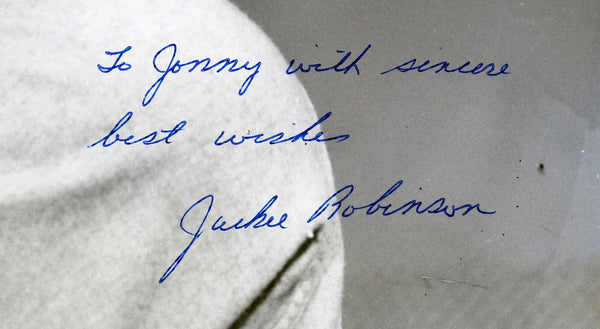 To Jonny with sincere
best wishes
Jackie Robinson